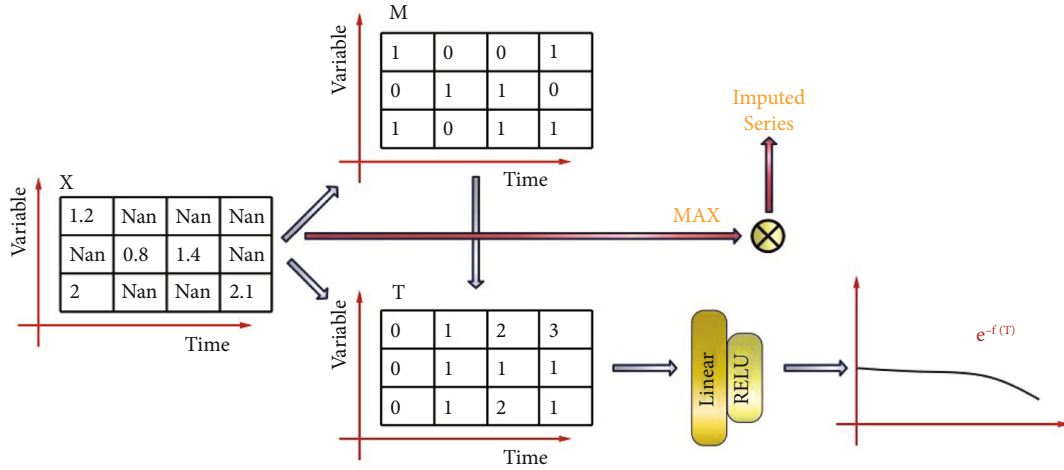 M
Variable
1 0 0 1
0 1 1 0
1 0 1 1
Time
Imputed
Series
MAX
X
Variable
1.2 Nan Nan Nan
Nan 0.8 1.4 Nan
2 Nan Nan 2.1
Time
T
Variable
0 1 2 3
0 1 1 1
0 1 2 1
Time
Linear
RELU
e-f (T)